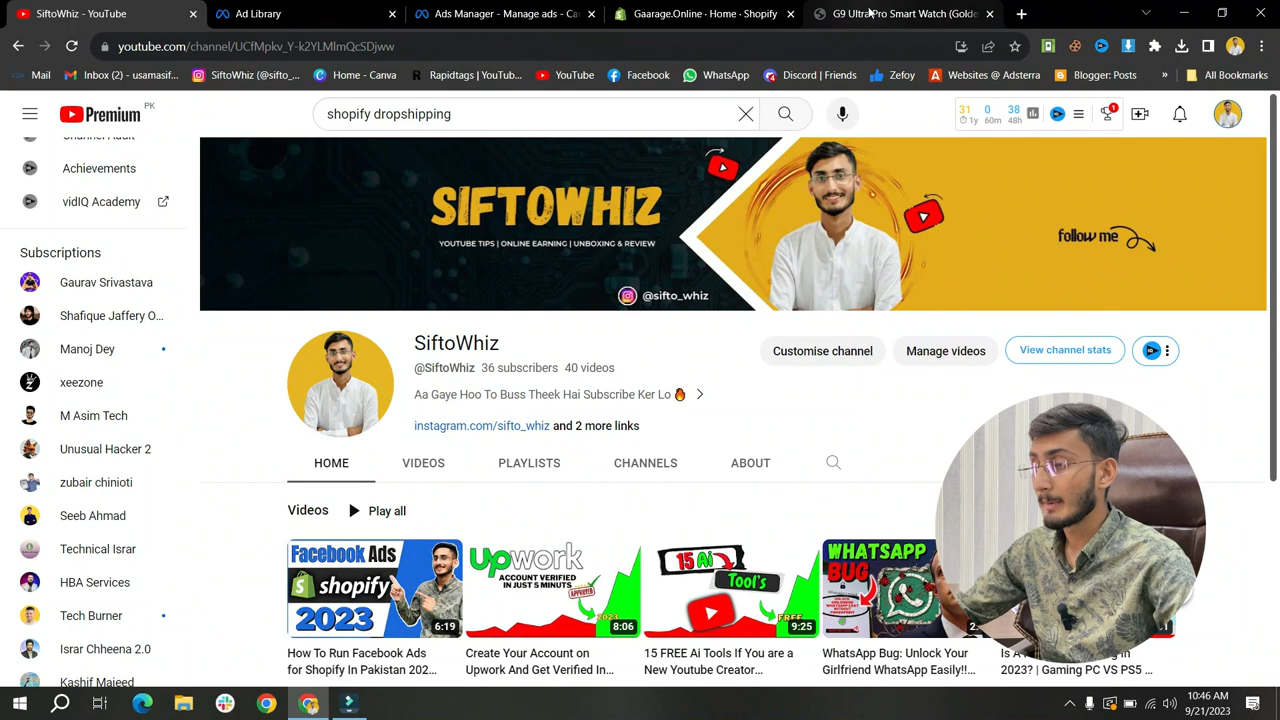 SiftoWhiz - YouTube
Ad Library
Ads Manager - Manage ads - Ca
Gaarage.Online · Home · Shopify
G9 Ultra Pro Smart Watch (Golde
youtube.com/channel/UCfMpkv_Y-k2YLMlmQcSDjww
Mail
Inbox (2) - usamasif...
SiftoWhiz (@sifto_...
Home - Canva
Rapidtags | YouTub...
YouTube
Facebook
WhatsApp
Discord | Friends
Zefoy
Websites @ Adsterra
Blogger: Posts
»
All Bookmarks
Premium PK
shopify dropshipping
31 0 38
1y 60m 48h
1
Achievements
vidIQ Academy
Subscriptions
Gaurav Srivastava
Shafique Jaffery O...
Manoj Dey
xeezone
M Asim Tech
Unusual Hacker 2
zubair chinioti
Seeb Ahmad
Technical Israr
HBA Services
Tech Burner
Israr Chheena 2.0
Kashif Majeed
SIFTOWHIZ
YOUTUBE TIPS | ONLINE EARNING | UNBOXING & REVIEW
@sifto_whiz
follow me
SiftoWhiz
@SiftoWhiz 36 subscribers 40 videos
Aa Gaye Hoo To Buss Theek Hai Subscribe Ker Lo 🔥
instagram.com/sifto_whiz and 2 more links
Customise channel
Manage videos
View channel stats
HOME
VIDEOS
PLAYLISTS
CHANNELS
ABOUT
Videos
Play all
Facebook Ads
shopify
2023
6:19
How To Run Facebook Ads
for Shopify In Pakistan 202...
Upwork
ACCOUNT VERIFIED
IN JUST 5 MINUTS
2023
8:06
Create Your Account on
Upwork And Get Verified In...
15 Ai
Tool's
FREE
9:25
15 FREE Ai Tools If You are a
New Youtube Creator...
WHATSAPP
BUG
WhatsApp Bug: Unlock Your
Girlfriend WhatsApp Easily!!...
2023? | Gaming PC VS PS5
10:46 AM
9/21/2023